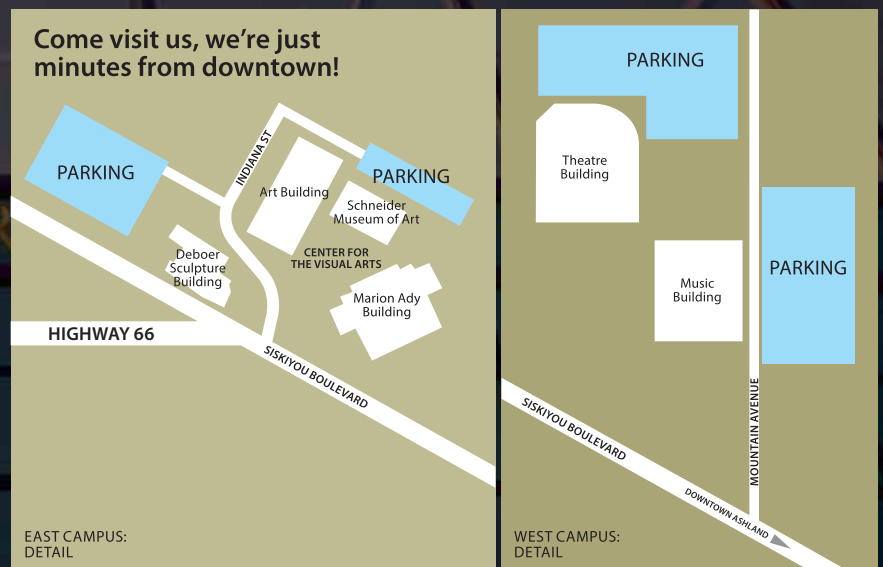 Come visit us, we’re just
minutes from downtown!
PARKING
INDIANA ST
PARKING
Art Building
Schneider
Museum of Art
Deboer
Sculpture
Building
CENTER FOR
THE VISUAL ARTS
Marion Ady
Building
HIGHWAY 66
SISKIYOU BOULEVARD
EAST CAMPUS:
DETAIL
PARKING
Theatre
Building
PARKING
Music
Building
MOUNTAIN AVENUE
SISKIYOU BOULEVARD
DOWNTOWN ASHLAND
WEST CAMPUS:
DETAIL